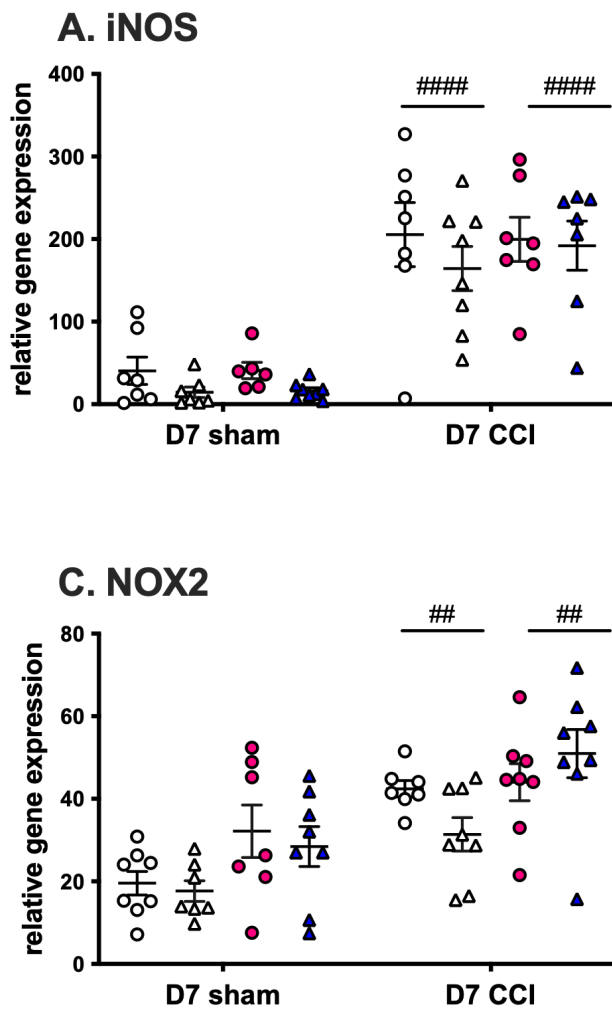 A. iNOS
relative gene expression
400
300
200
100
0
#### ####
D7 sham D7 CCI
C. NOX2
relative gene expression
80
60
40
20
0
## ##
D7 sham D7 CCI